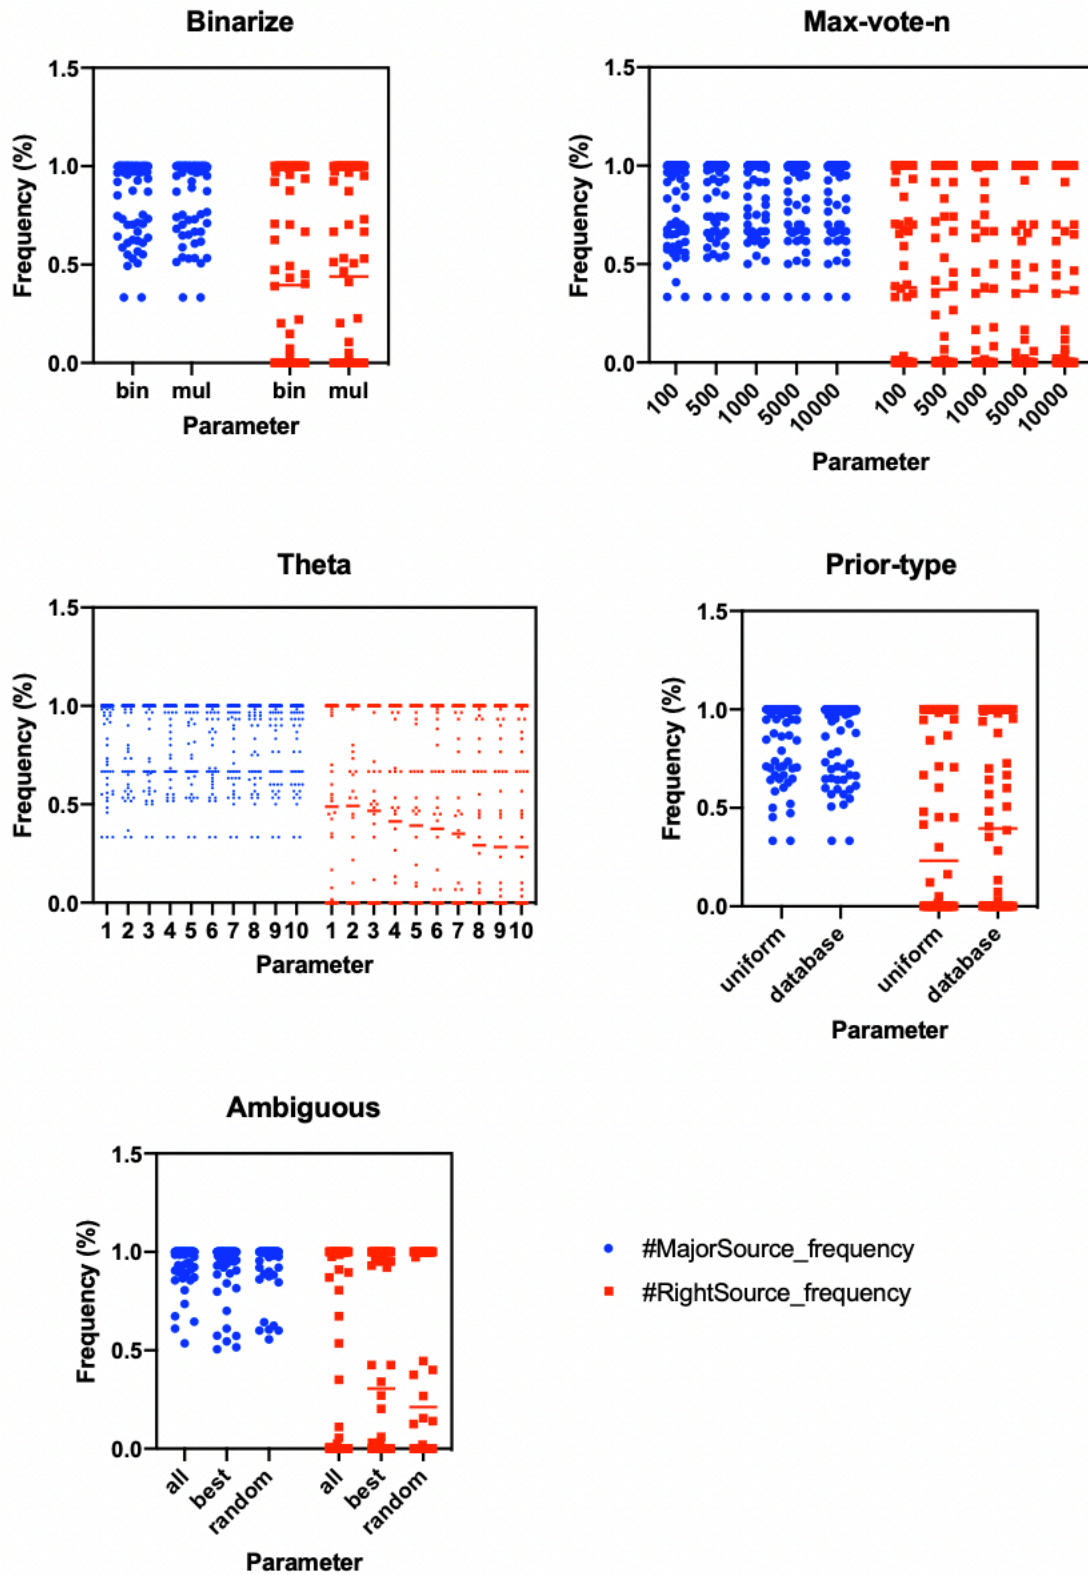 Binarize
1.5
1.0
0.5
0.0
Frequency (%)
bin mul bin mul
Parameter
Max-vote-n
1.5
1.0
0.5
0.0
Frequency (%)
100 500 1000 5000 10000 100 500 1000 5000 10000
Parameter
Theta
1.5
1.0
0.5
0.0
Frequency (%)
1 2 3 4 5 6 7 8 9 10 1 2 3 4 5 6 7 8 9 10
Parameter
Prior-type
1.5
1.0
0.5
0.0
Frequency (%)
uniform database uniform database
Parameter
Ambiguous
1.5
1.0
0.5
0.0
Frequency (%)
all best random all best random
Parameter
#MajorSource_frequency
#RightSource_frequency